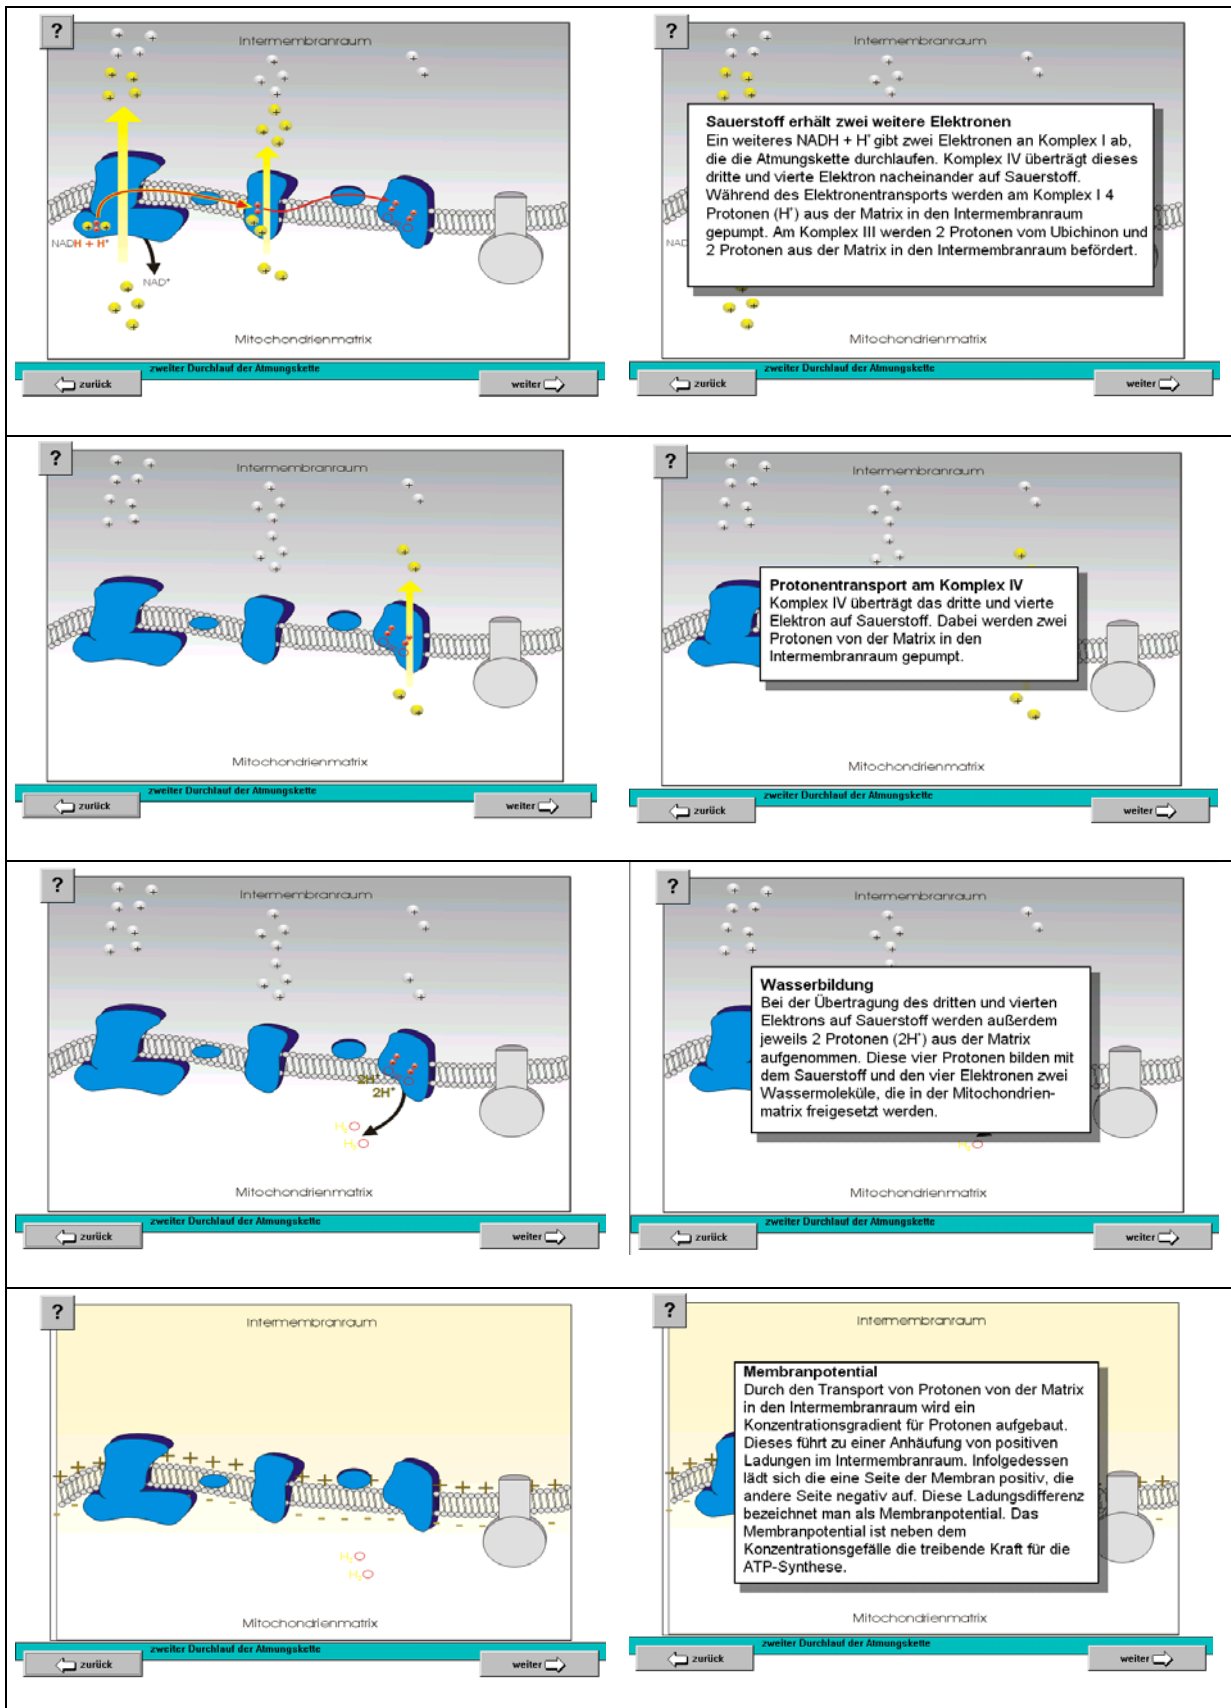 ?
Intermembranraum
NADH + H⁺
NAD⁺
Mitochondrienmatrix
zweiter Durchlauf der Atmungskette
zurück
weiter
?
Intermembranraum
Sauerstoff erhält zwei weitere Elektronen
Ein weiteres NADH + H⁺ gibt zwei Elektronen an Komplex I ab,
die die Atmungskette durchlaufen. Komplex IV überträgt dieses
dritte und vierte Elektron nacheinander auf Sauerstoff.
Während des Elektronentransports werden am Komplex I 4
Protonen (H⁺) aus der Matrix in den Intermembranraum
gepumpt. Am Komplex III werden 2 Protonen vom Ubichinon und
2 Protonen aus der Matrix in den Intermembranraum befördert.
NAD
Mitochondrienmatrix
zweiter Durchlauf der Atmungskette
zurück
weiter
?
Intermembranraum
Mitochondrienmatrix
zweiter Durchlauf der Atmungskette
zurück
weiter
?
Intermembranraum
Protonentransport am Komplex IV
Komplex IV überträgt das dritte und vierte
Elektron auf Sauerstoff. Dabei werden zwei
Protonen von der Matrix in den
Intermembranraum gepumpt.
Mitochondrienmatrix
zweiter Durchlauf der Atmungskette
zurück
weiter
?
Intermembranraum
2H⁺
2H⁺
H₂O
H₂O
Mitochondrienmatrix
zweiter Durchlauf der Atmungskette
zurück
weiter
?
Intermembranraum
Wasserbildung
Bei der Übertragung des dritten und vierten
Elektrons auf Sauerstoff werden außerdem
jeweils 2 Protonen (2H⁺) aus der Matrix
aufgenommen. Diese vier Protonen bilden mit
dem Sauerstoff und den vier Elektronen zwei
Wassermoleküle, die in der Mitochondrien-
matrix freigesetzt werden.
H₂O
Mitochondrienmatrix
zweiter Durchlauf der Atmungskette
zurück
weiter
?
Intermembranraum
H₂O
H₂O
Mitochondrienmatrix
zweiter Durchlauf der Atmungskette
zurück
weiter
?
Intermembranraum
Membranpotential
Durch den Transport von Protonen von der Matrix
in den Intermembranraum wird ein
Konzentrationsgradient für Protonen aufgebaut.
Dieses führt zu einer Anhäufung von positiven
Ladungen im Intermembranraum. Infolgedessen
lädt sich die eine Seite der Membran positiv, die
andere Seite negativ auf. Diese Ladungsdifferenz
bezeichnet man als Membranpotential. Das
Membranpotential ist neben dem
Konzentrationsgefälle die treibende Kraft für die
ATP-Synthese.
Mitochondrienmatrix
zweiter Durchlauf der Atmungskette
zurück
weiter